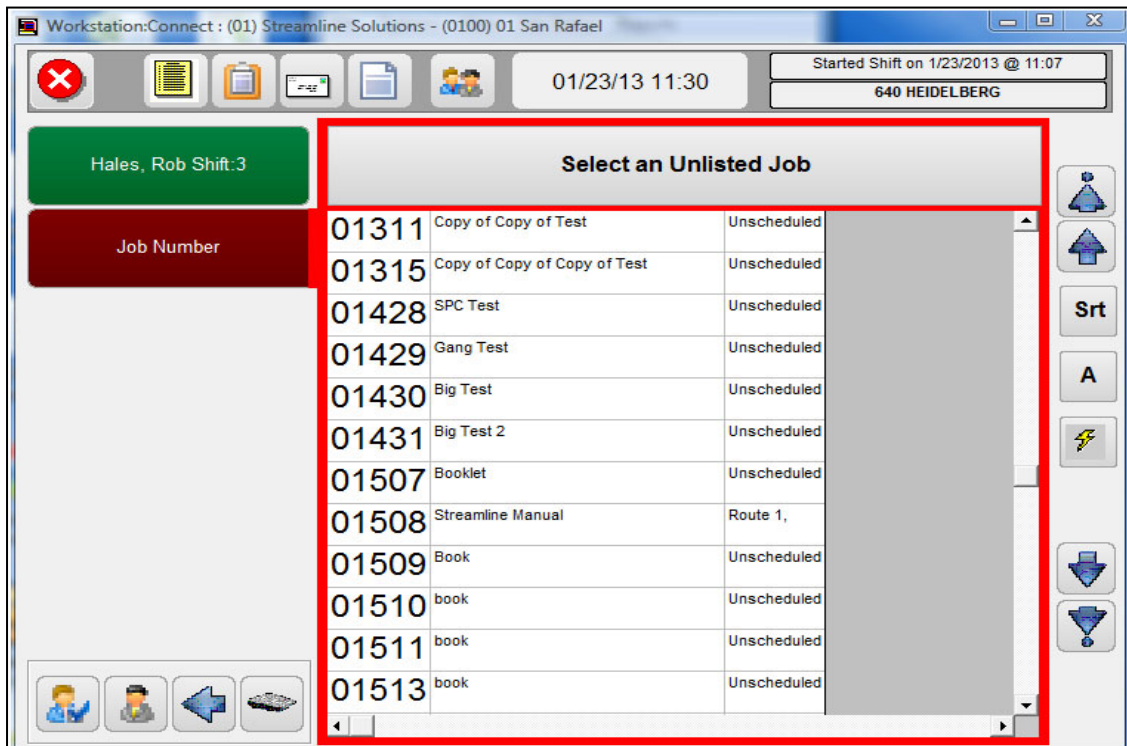 Workstation:Connect : (01) Streamline Solutions - (0100) 01 San Rafael
01/23/13 11:30
Started Shift on 1/23/2013 @ 11:07
640 HEIDELBERG
Hales, Rob Shift:3
Job Number
Select an Unlisted Job
01311 Copy of Copy of Test Unscheduled
01315 Copy of Copy of Copy of Test Unscheduled
01428 SPC Test Unscheduled
01429 Gang Test Unscheduled
01430 Big Test Unscheduled
01431 Big Test 2 Unscheduled
01507 Booklet Unscheduled
01508 Streamline Manual Route 1,
01509 Book Unscheduled
01510 book Unscheduled
01511 book Unscheduled
01513 book Unscheduled
Srt
A